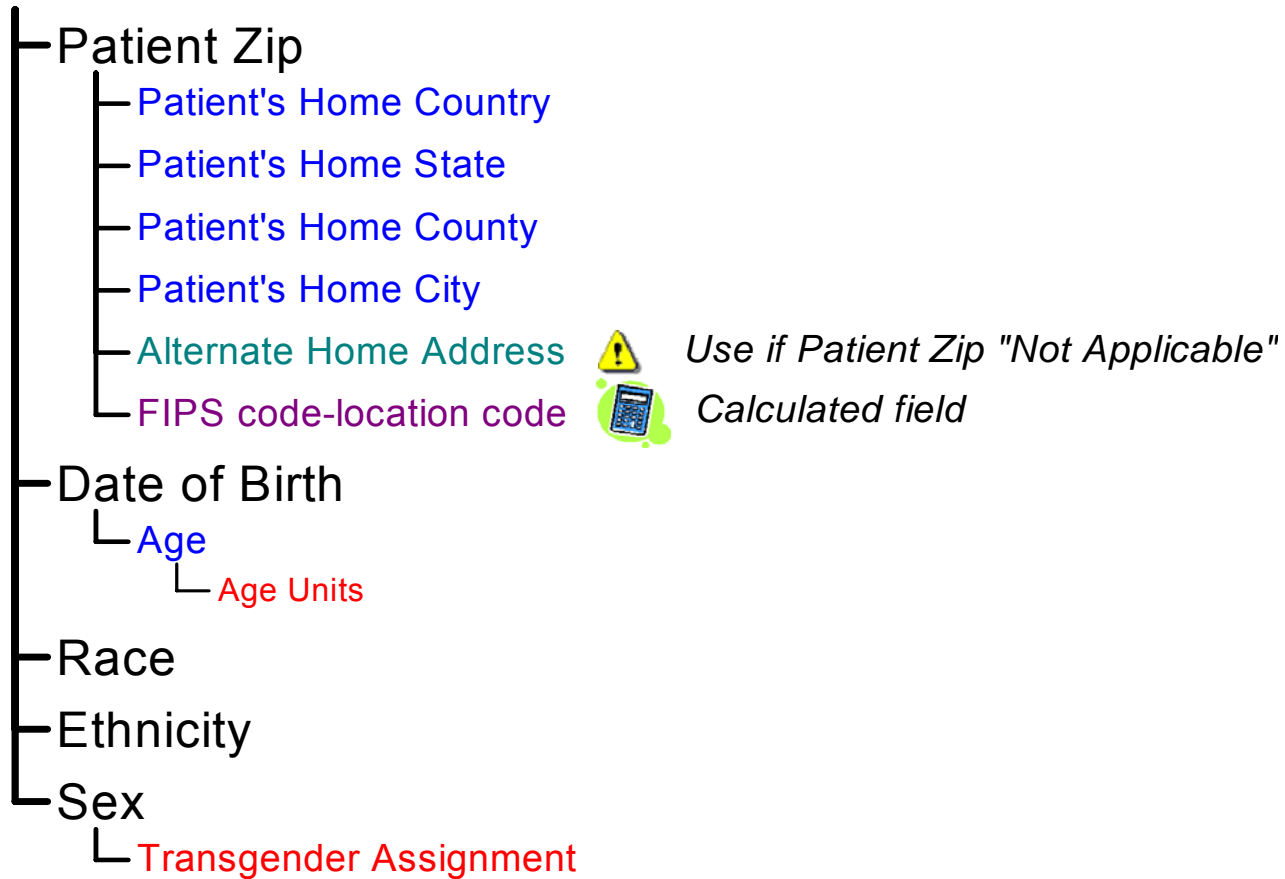 Patient Zip
Patient's Home Country
Patient's Home State
Patient's Home County
Patient's Home City
Alternate Home Address Use if Patient Zip "Not Applicable"
FIPS code-location code Calculated field
Date of Birth
Age
Age Units
Race
Ethnicity
Sex
Transgender Assignment